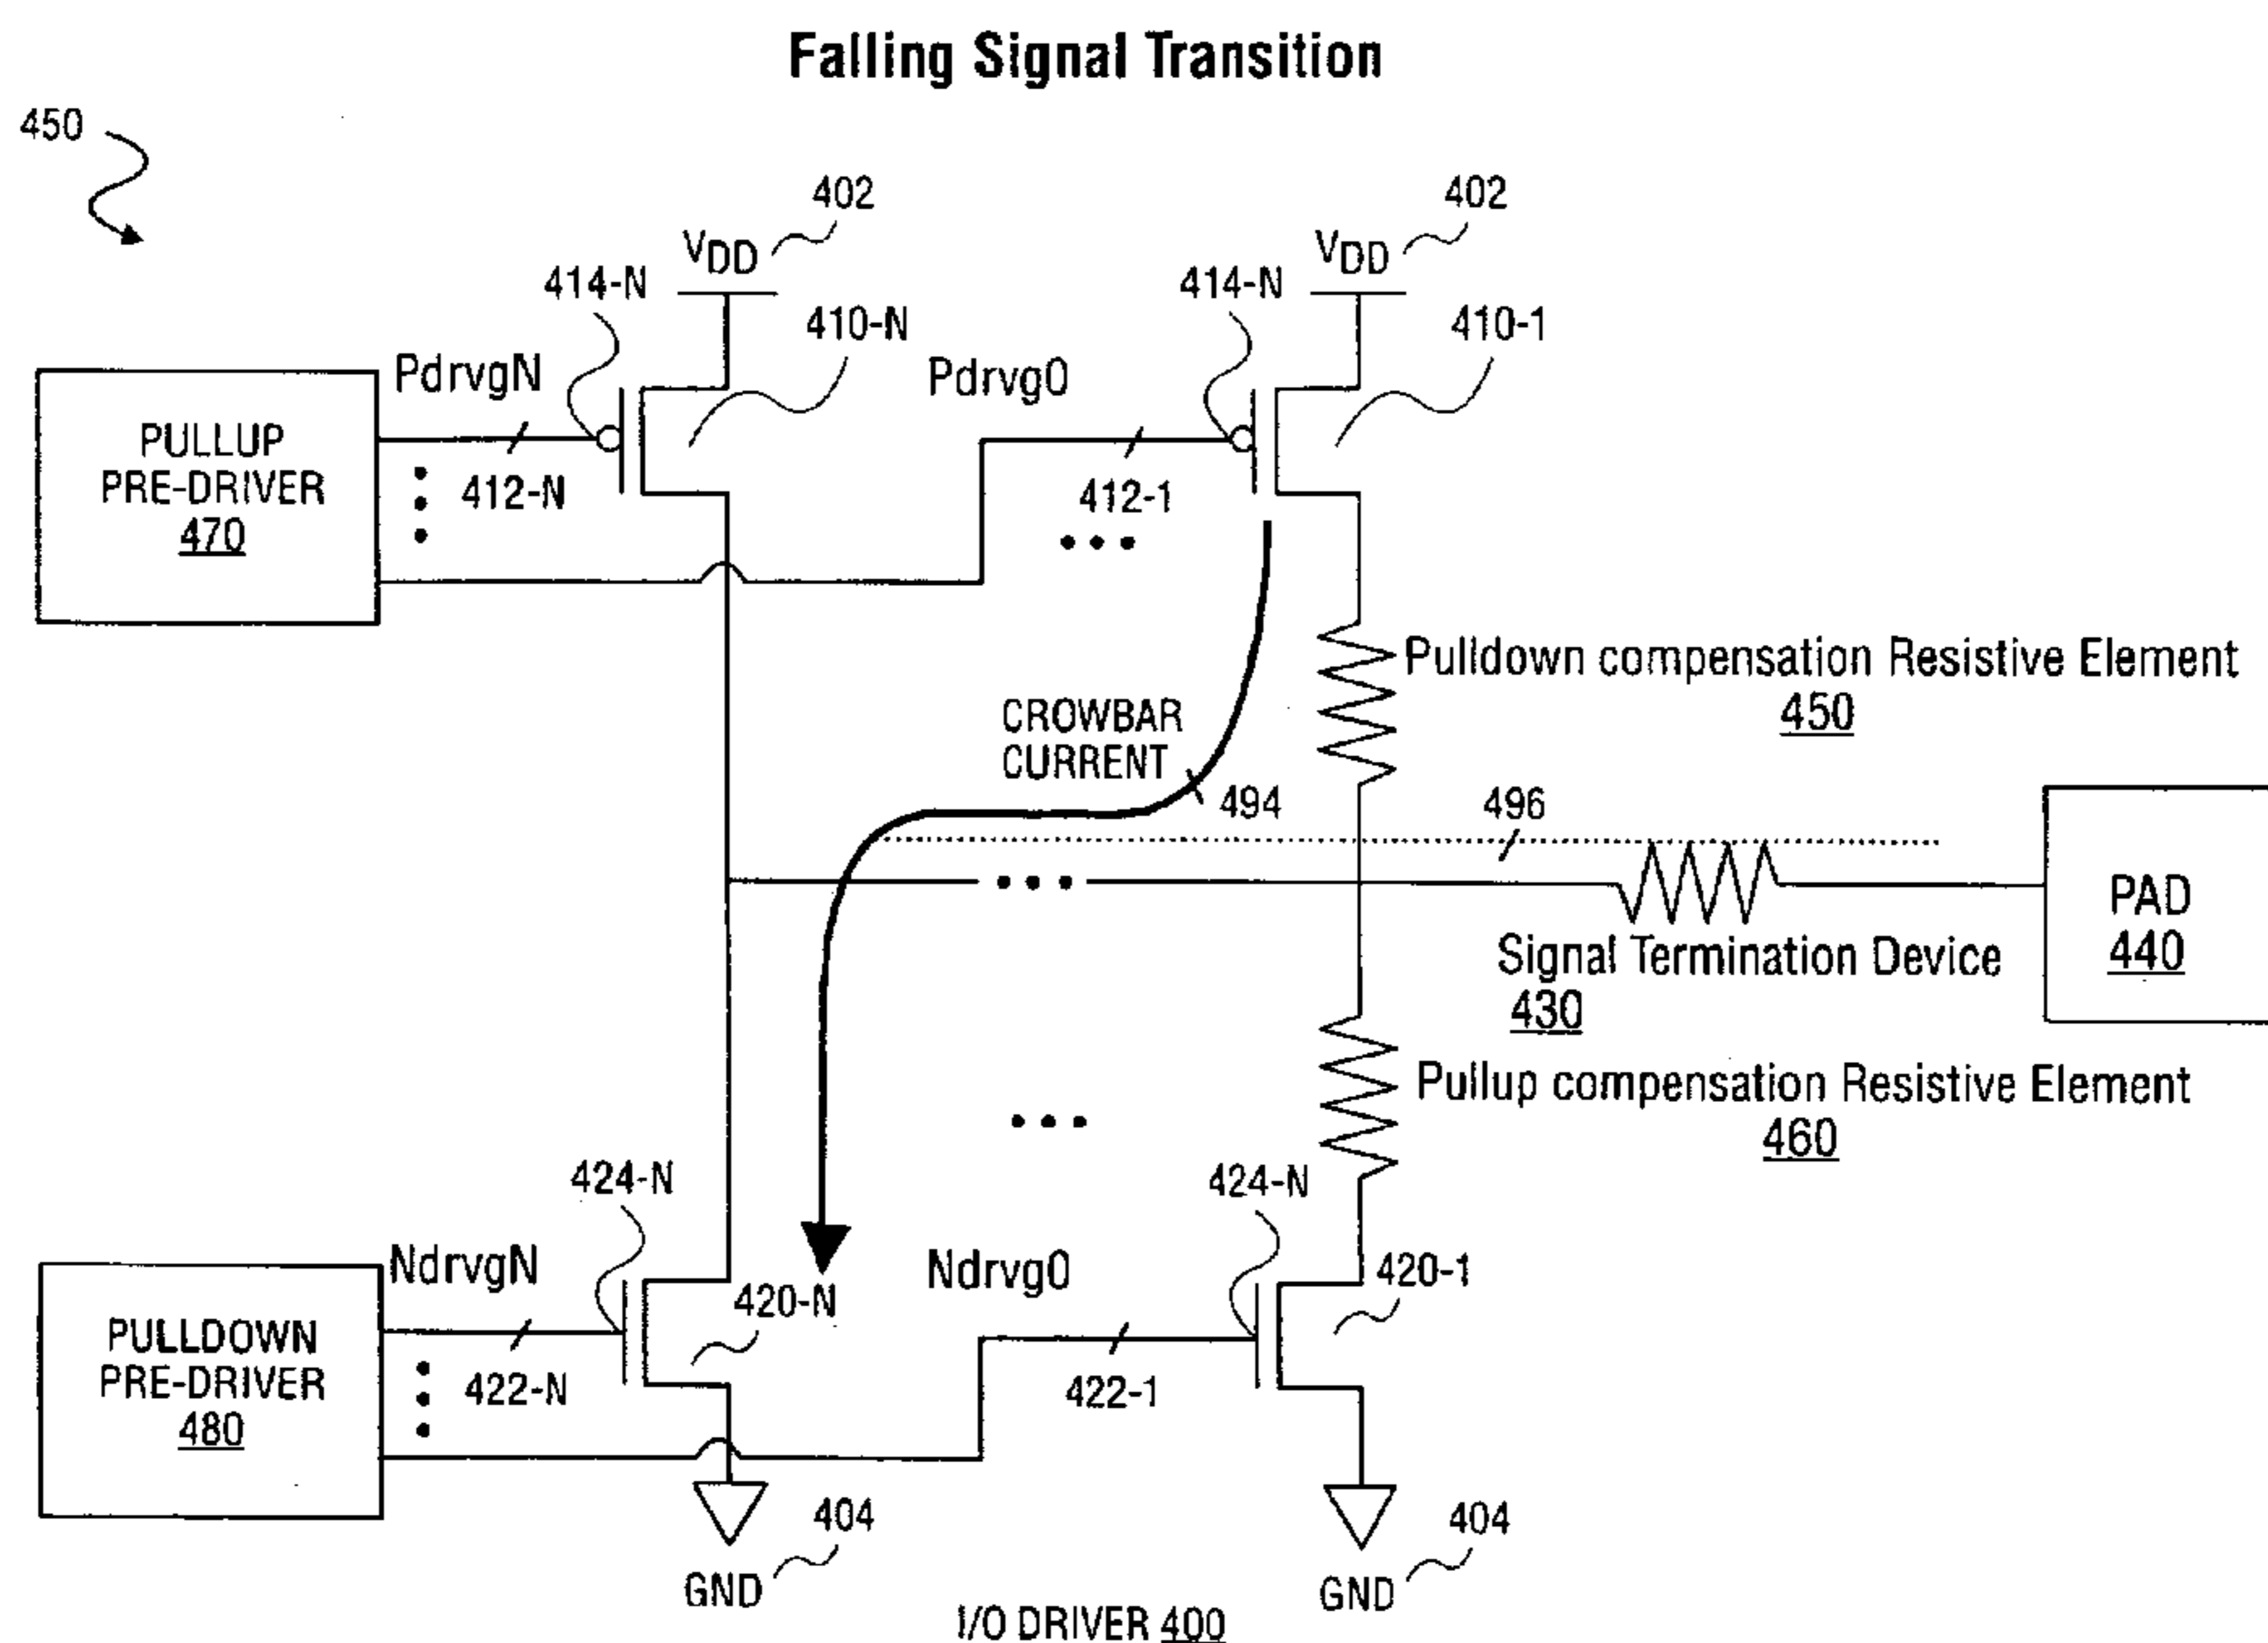 Falling Signal Transition
450
402
402
VDD
VDD
414-N
414-N
410-N
410-1
PdrvgN
Pdrvg0
PULLUP
PRE-DRIVER
470
412-N
412-1
Pulldown compensation Resistive Element
450
CROWBAR
CURRENT
494
496
PAD
440
Signal Termination Device
430
Pullup compensation Resistive Element
460
424-N
424-N
NdrvgN
Ndrvg0
420-N
420-1
PULLDOWN
PRE-DRIVER
480
422-N
422-1
404
404
GND
GND
I/O DRIVER 400